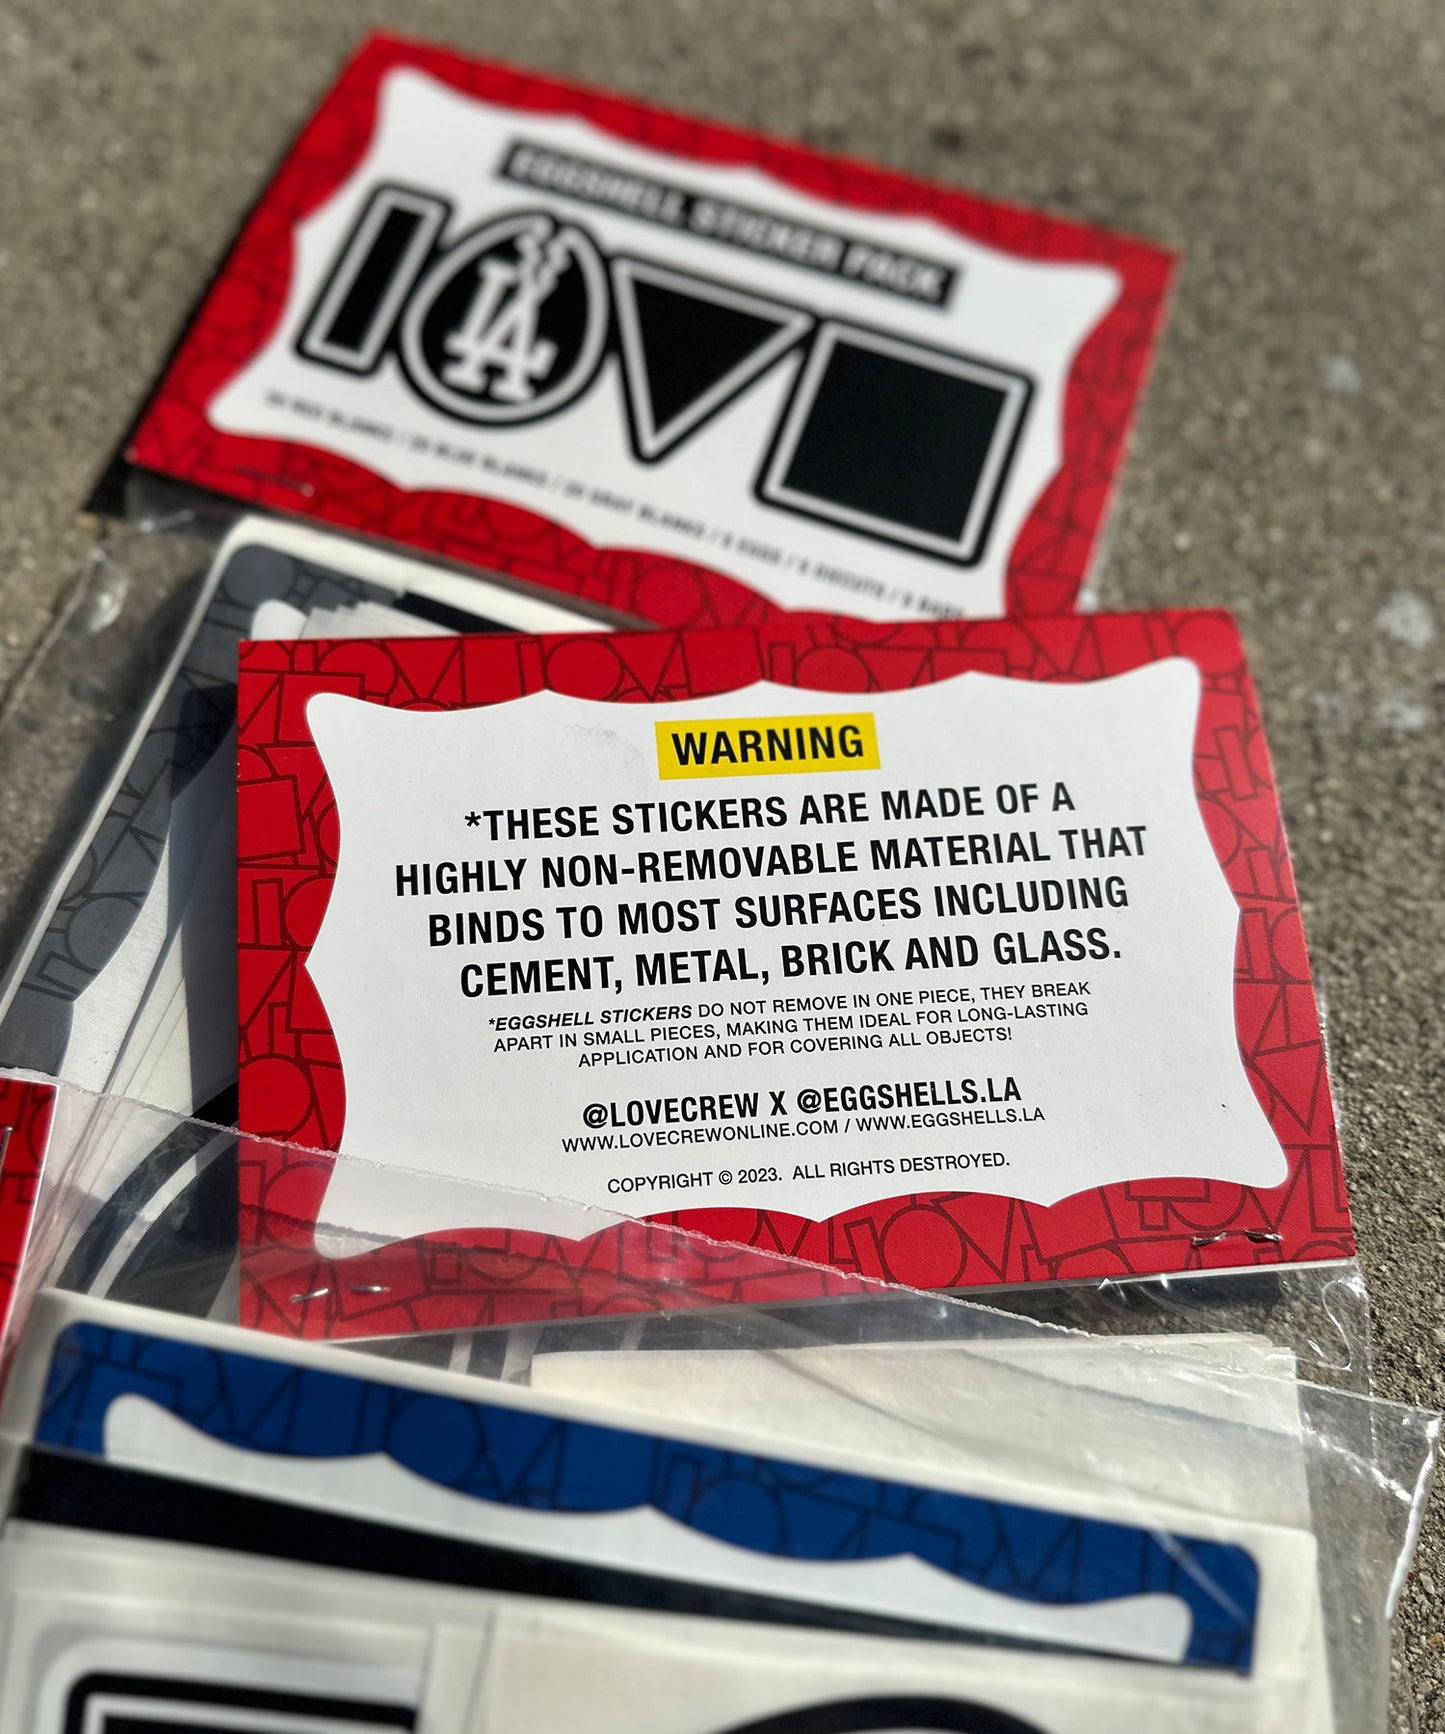 EGGSHELL STICKER PACK
LA
WARNING
*THESE STICKERS ARE MADE OF A
HIGHLY NON-REMOVABLE MATERIAL THAT
BINDS TO MOST SURFACES INCLUDING
CEMENT, METAL, BRICK AND GLASS.
*EGGSHELL STICKERS DO NOT REMOVE IN ONE PIECE, THEY BREAK
APART IN SMALL PIECES, MAKING THEM IDEAL FOR LONG-LASTING
APPLICATION AND FOR COVERING ALL OBJECTS!
@LOVECREW X @EGGSHELLS.LA
WWW.LOVECREWONLINE.COM / WWW.EGGSHELLS.LA
COPYRIGHT © 2023. ALL RIGHTS DESTROYED.